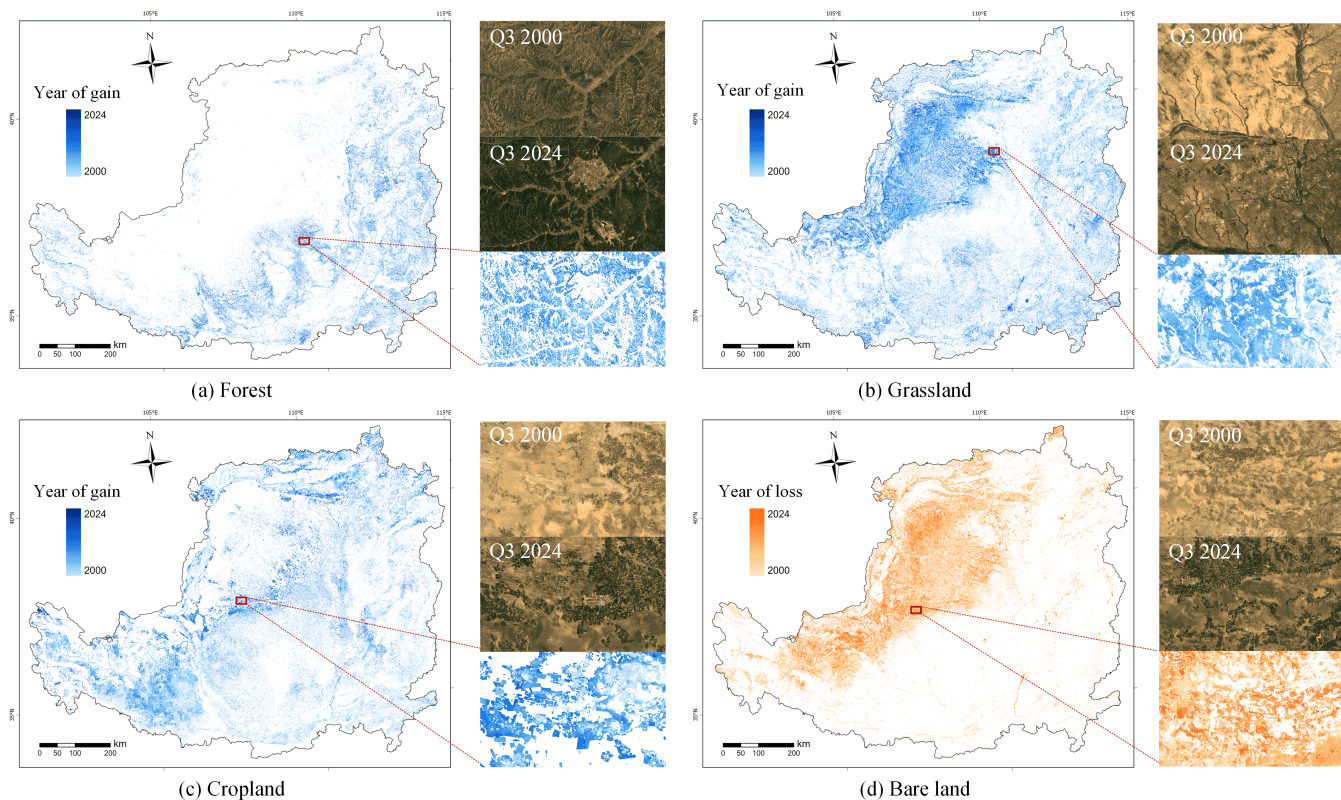 105°E
110°E
115°E
N
Year of gain
2024
2000
40°N
35°N
km
0 50 100 200
Q3 2000
Q3 2024
(a) Forest
105°E
110°E
115°E
N
Year of gain
2024
2000
40°N
35°N
km
0 50 100 200
Q3 2000
Q3 2024
(b) Grassland
105°E
110°E
115°E
N
Year of gain
2024
2000
40°N
35°N
km
0 50 100 200
Q3 2000
Q3 2024
(c) Cropland
105°E
110°E
115°E
N
Year of loss
2024
2000
40°N
35°N
km
0 50 100 200
Q3 2000
Q3 2024
(d) Bare land